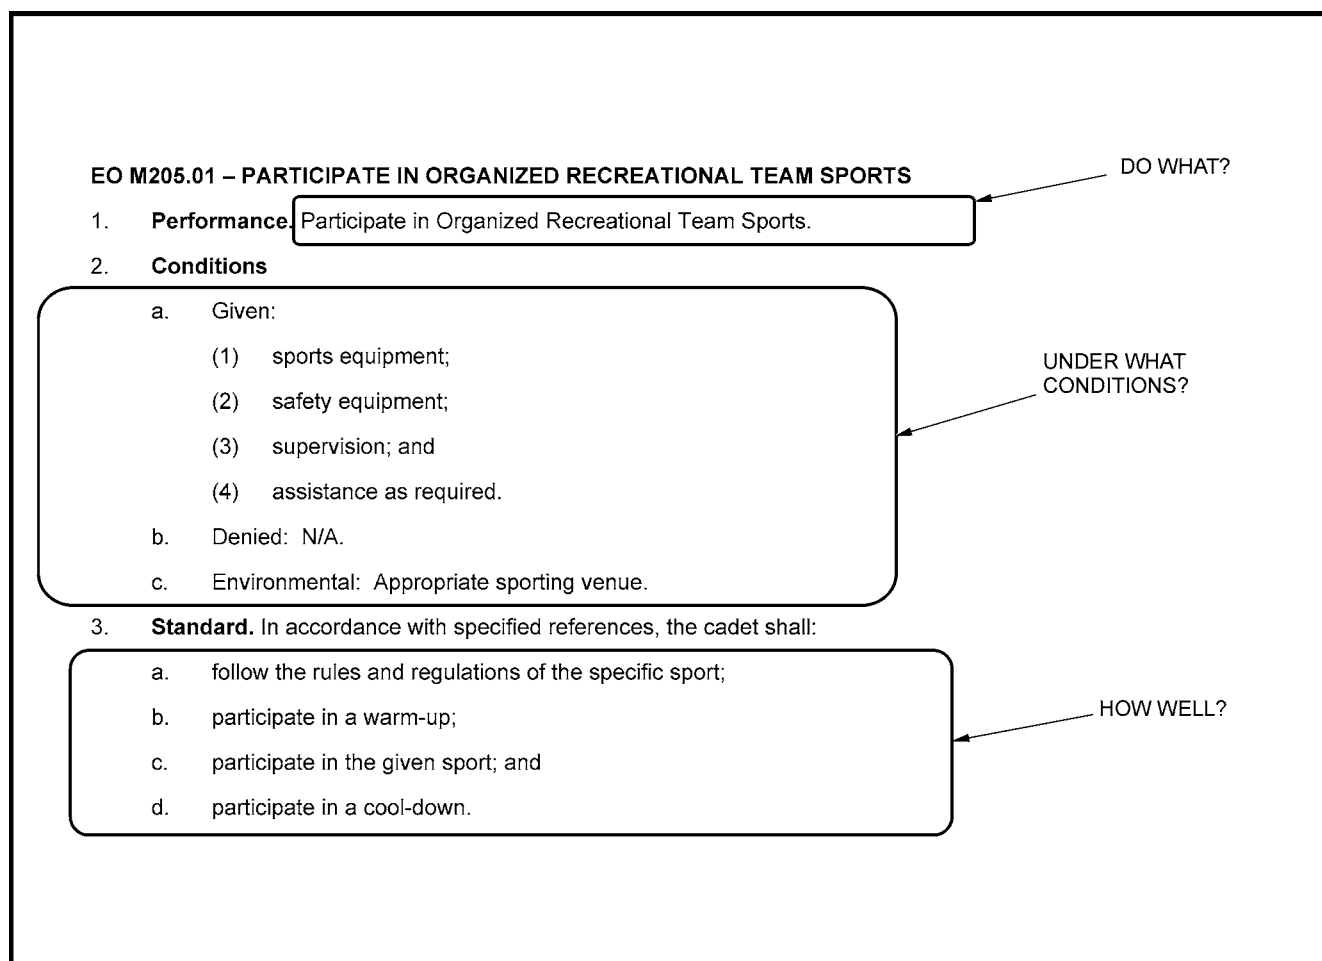 DO WHAT?
EO M205.01 – PARTICIPATE IN ORGANIZED RECREATIONAL TEAM SPORTS
1. Performance. Participate in Organized Recreational Team Sports.
2. Conditions
a. Given:
(1) sports equipment;
(2) safety equipment;
(3) supervision; and
(4) assistance as required.
b. Denied: N/A.
c. Environmental: Appropriate sporting venue.
UNDER WHAT
CONDITIONS?
3. Standard. In accordance with specified references, the cadet shall:
a. follow the rules and regulations of the specific sport;
b. participate in a warm-up;
c. participate in the given sport; and
d. participate in a cool-down.
HOW WELL?